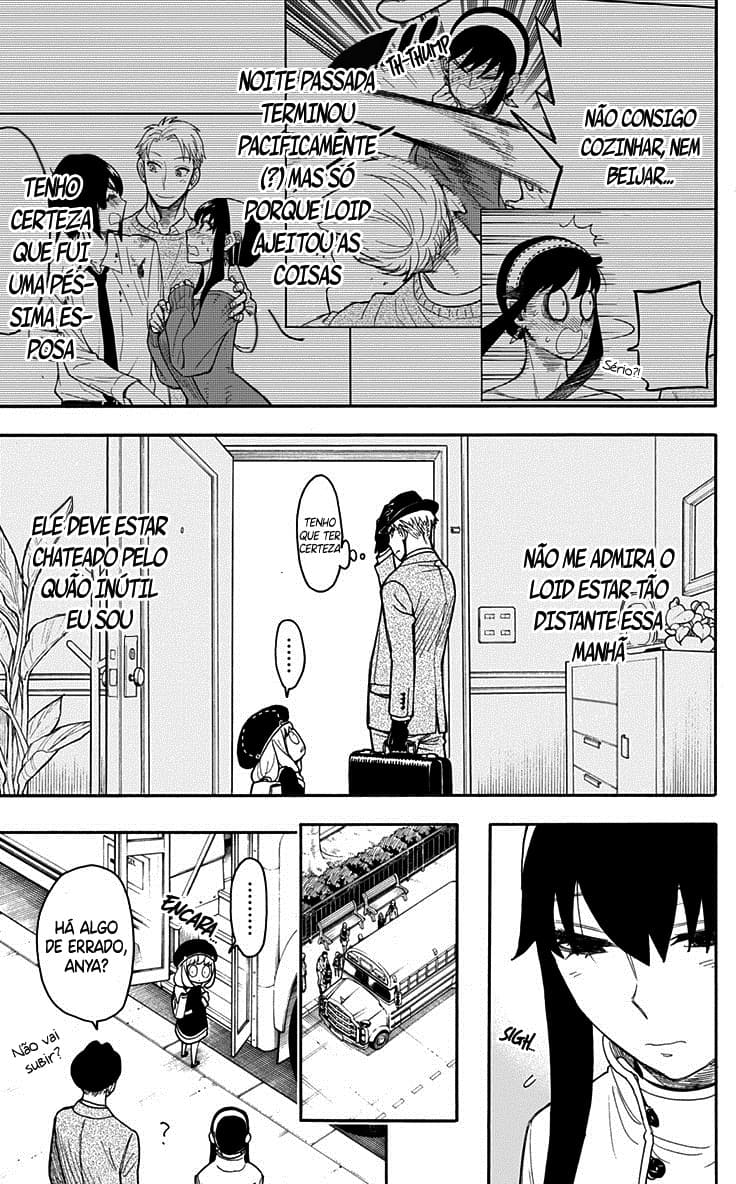 TH-THUMP
NÃO CONSIGO
COZINHAR, NEM
BEIJAR...
Sério?!
NOITE PASSADA
TERMINOU
PACIFICAMENTE
(?) MAS SÓ
PORQUE LOID
AJEITOU AS
COISAS
TENHO
CERTEZA
QUE FUI
UMA PÉS-
SIMA ES-
POSA
NÃO ME ADMIRA O
LOID ESTAR TÃO
DISTANTE ESSA
MANHÃ
TENHO
QUE TER
CERTEZA
........
ELE DEVE ESTAR
CHATEADO PELO
QUÃO INÚTIL
EU SOU
SIGH..
........
ENCARA...
HÁ ALGO
DE ERRADO,
ANYA?
Não vai
subir?
?